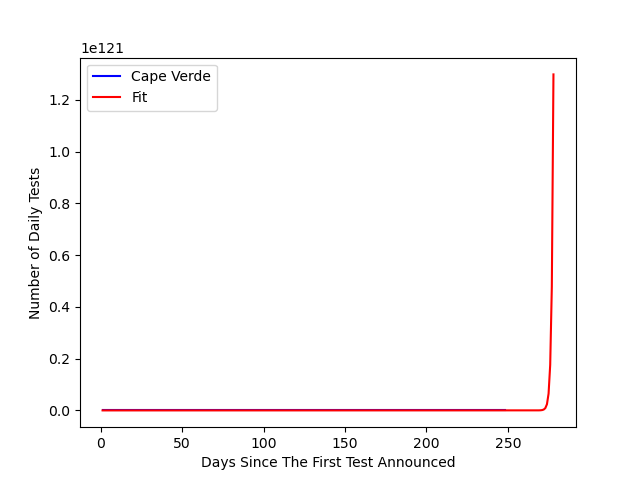 1e121
Cape Verde
Fit
1.2
1.0
0.8
0.6
0.4
0.2
0.0
Number of Daily Tests
0 50 100 150 200 250
Days Since The First Test Announced